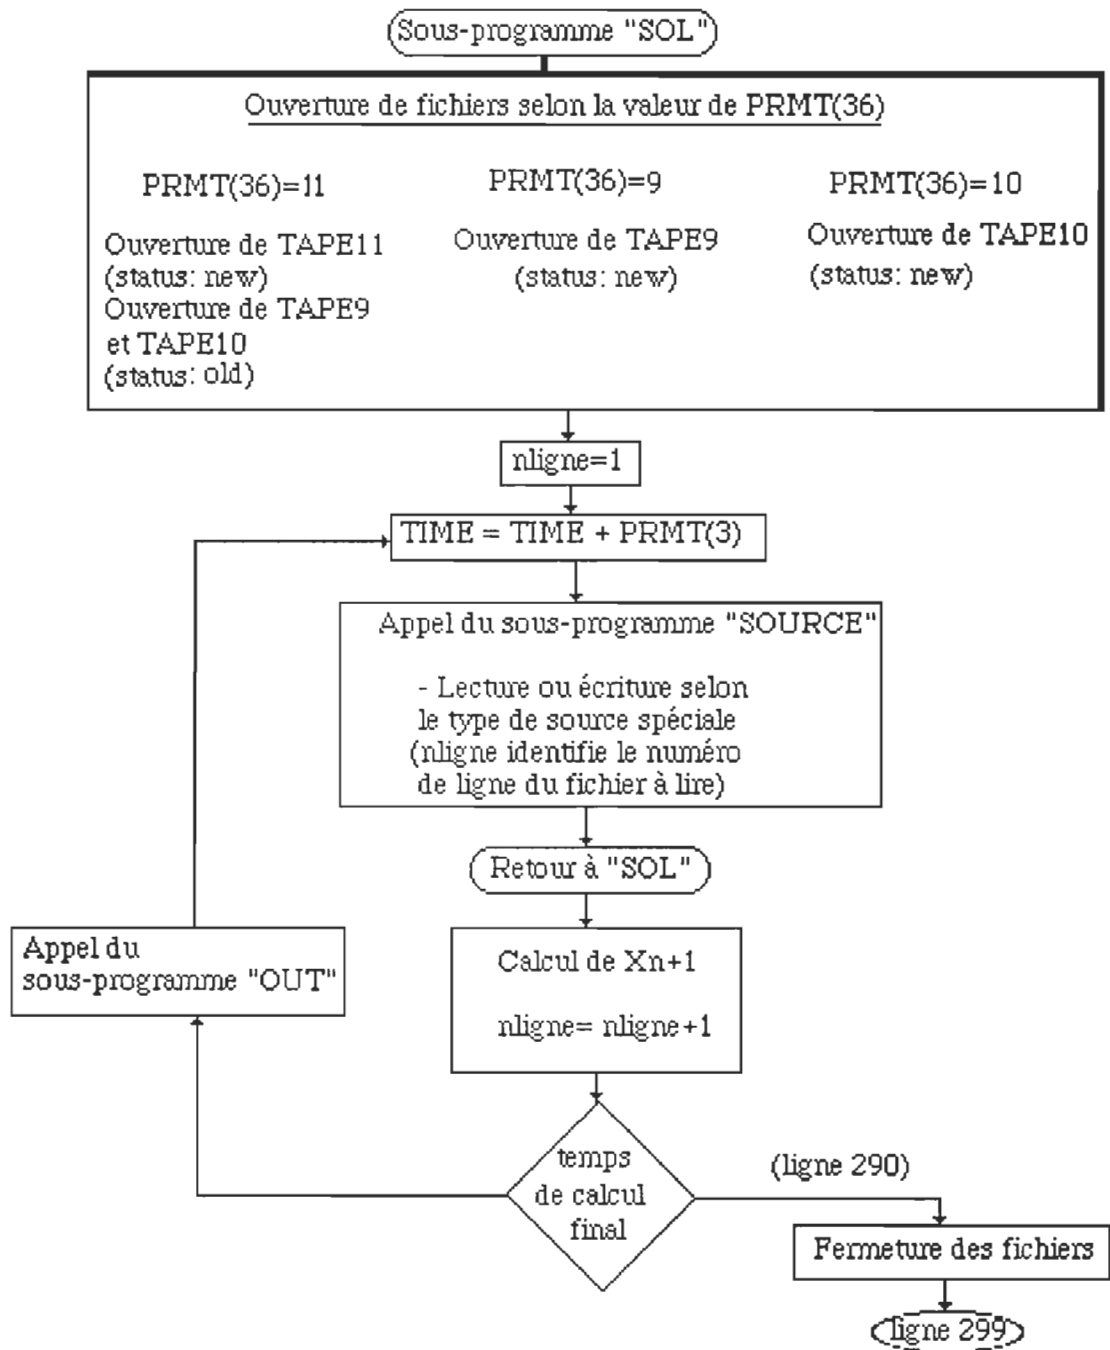 Sous-programme "SOL"
Ouverture de fichiers selon la valeur de PRMT(36)
PRMT(36)=11
Ouverture de TAPE11
(status: new)
Ouverture de TAPE9
et TAPE10
(status: old)
PRMT(36)=9
Ouverture de TAPE9
(status: new)
PRMT(36)=10
Ouverture de TAPE10
(status: new)
nligne=1
TIME = TIME + PRMT(3)
Appel du sous-programme "SOURCE"
- Lecture ou écriture selon
le type de source spéciale
(nligne identifie le numéro
de ligne du fichier à lire)
Retour à "SOL"
Calcul de Xn+1
nligne= nligne+1
Appel du
sous-programme "OUT"
temps
de calcul
final
(ligne 290)
Fermeture des fichiers
ligne 299